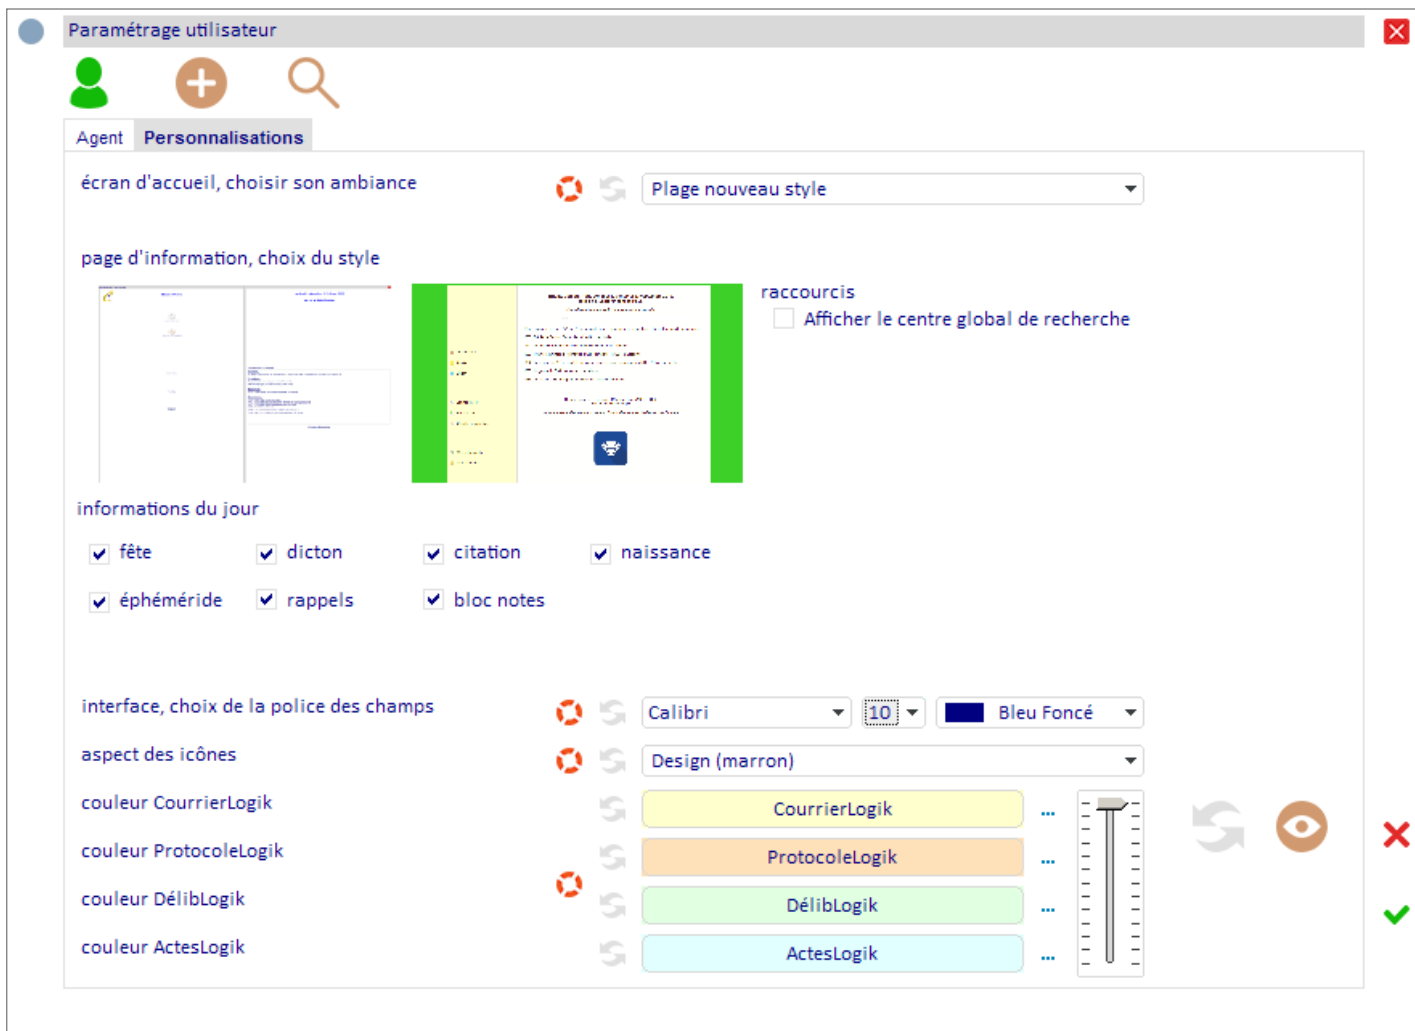 Paramétrage utilisateur
Agent Personnalisations
écran d'accueil, choisir son ambiance Plage nouveau style
page d'information, choix du style
raccourcis
Afficher le centre global de recherche
informations du jour
fête dicton citation naissance
éphéméride rappels bloc notes
interface, choix de la police des champs Calibri 10 Bleu Foncé
aspect des icônes Design (marron)
couleur CourrierLogik CourrierLogik ...
couleur ProtocoleLogik ProtocoleLogik ...
couleur DélibLogik DélibLogik ...
couleur ActesLogik ActesLogik ...